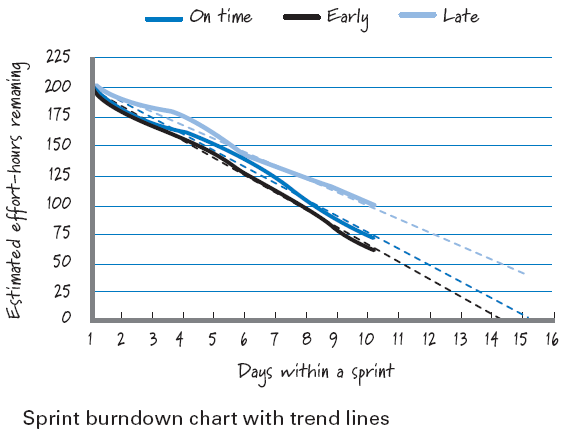 On time Early Late
Estimated effort-hours remaining
225
200
175
150
125
100
75
50
25
0
1 2 3 4 5 6 7 8 9 10 11 12 13 14 15 16
Days within a sprint
Sprint burndown chart with trend lines